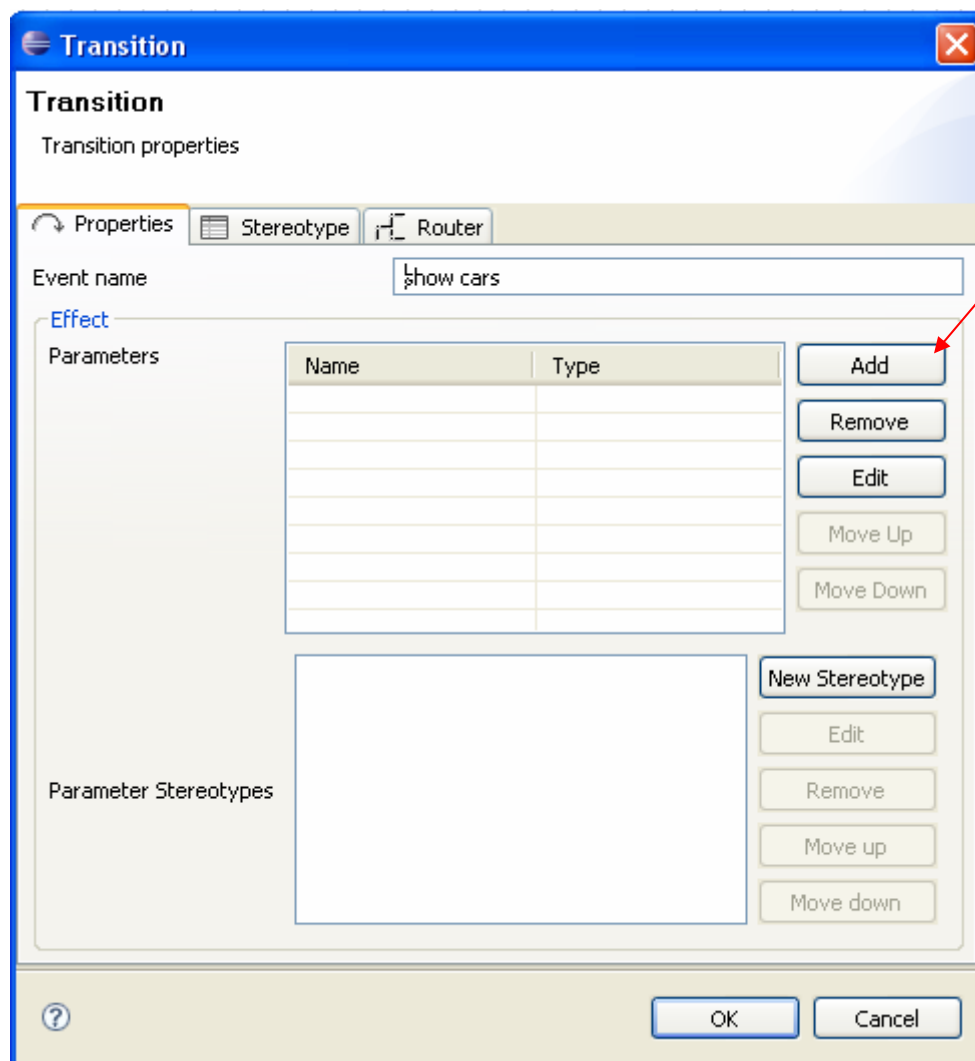 Transition
Transition
Transition properties
Properties Stereotype Router
Event name show cars
Effect
Parameters Name Type Add
Remove
Edit
Move Up
Move Down
New Stereotype
Edit
Parameter Stereotypes Remove
Move up
Move down
OK Cancel